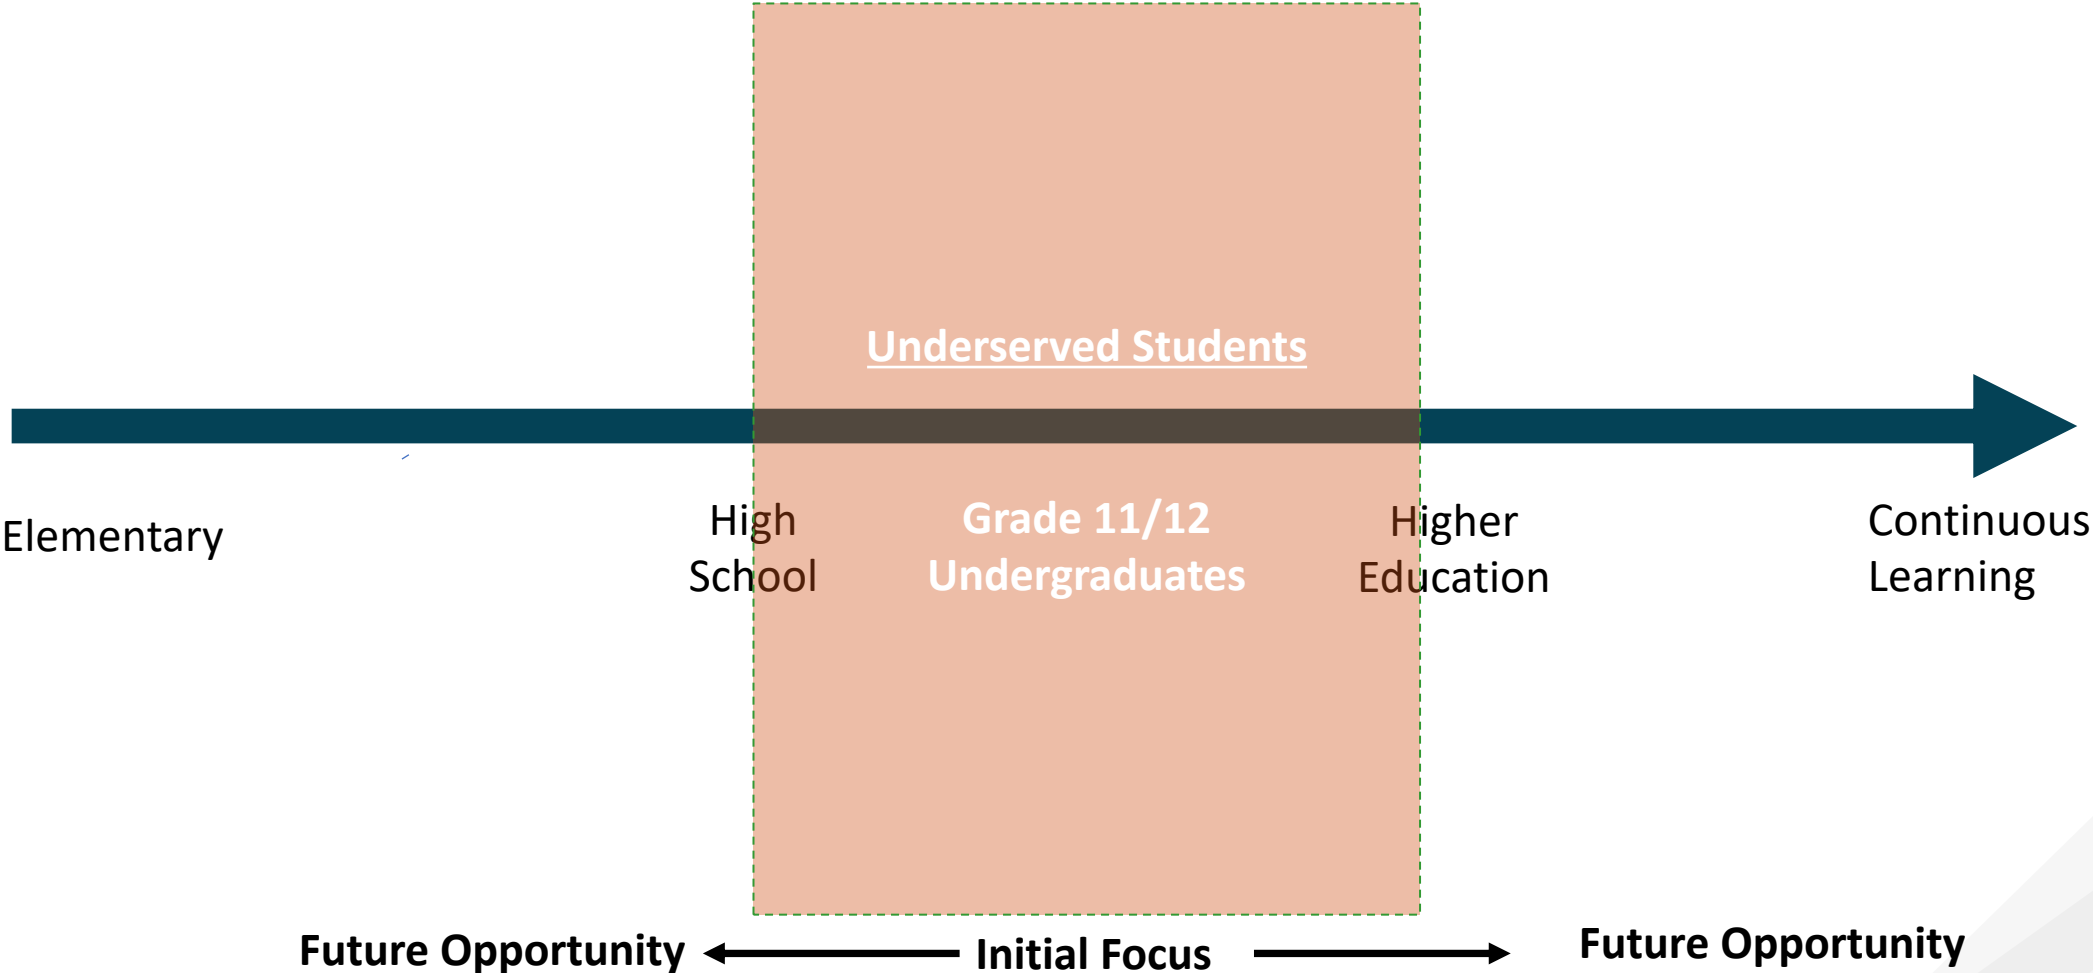 Underserved Students
Elementary
High
School
Grade 11/12
Undergraduates
Higher
Education
Continuous
Learning
Future Opportunity
Initial Focus
Future Opportunity